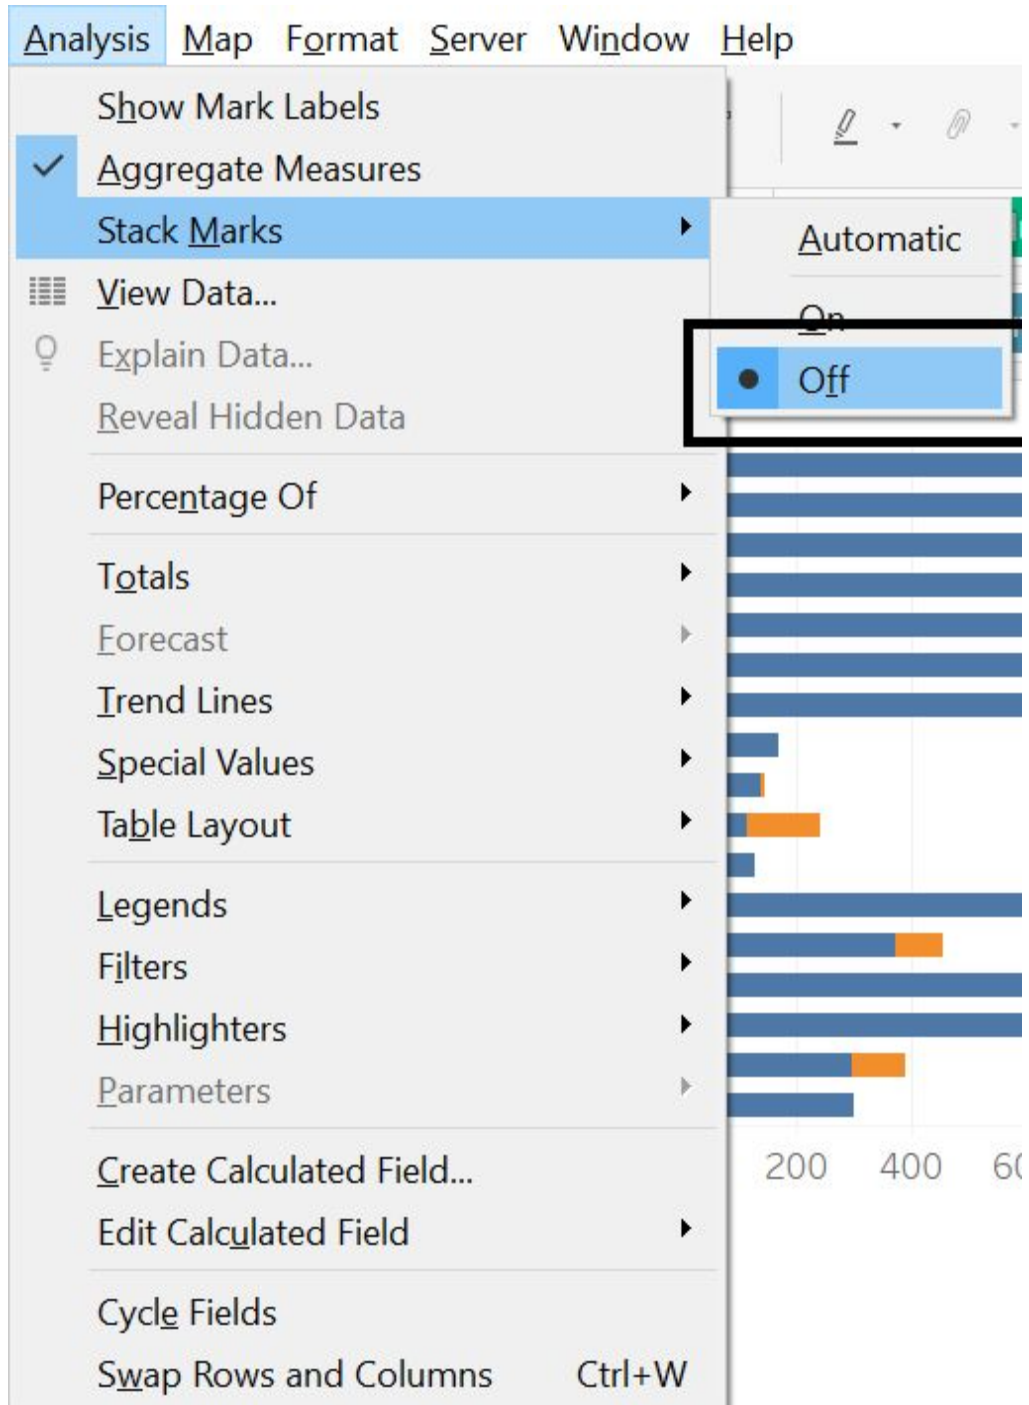 Analysis Map Format Server Window Help
Show Mark Labels
Aggregate Measures
Stack Marks
Automatic
View Data...
On
Explain Data...
Off
Reveal Hidden Data
Percentage Of
Totals
Forecast
Trend Lines
Special Values
Table Layout
Legends
Filters
Highlighters
Parameters
Create Calculated Field...
200 400
Edit Calculated Field
Cycle Fields
Swap Rows and Columns Ctrl+W